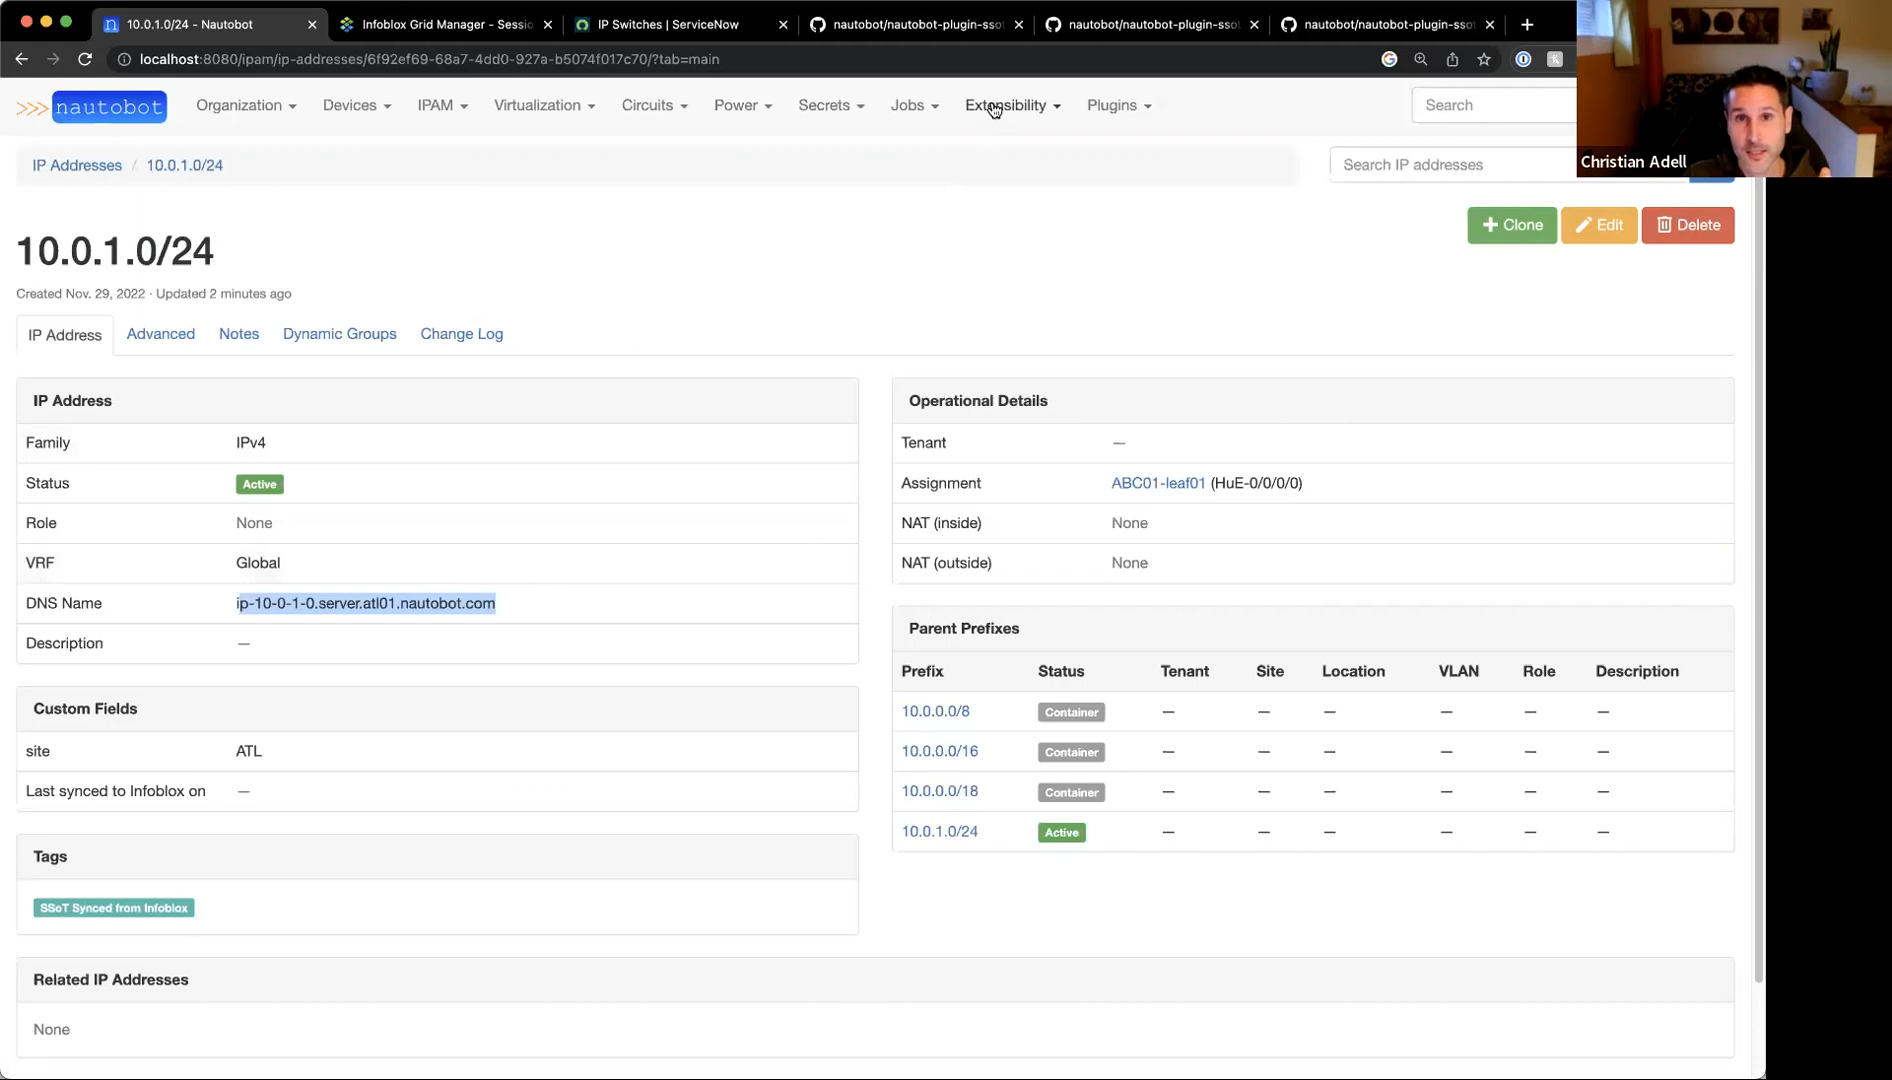 10.0.1.0/24 - Nautobot
Infoblox Grid Manager - Sessio
IP Switches | ServiceNow
nautobot/nautobot-plugin-ssot
nautobot/nautobot-plugin-ssot
nautobot/nautobot-plugin-ssot
localhost:8080/ipam/ip-addresses/6f92ef69-68a7-4dd0-927a-b5074f017c70/?tab=main
nautobot
Organization
Devices
IPAM
Virtualization
Circuits
Power
Secrets
Jobs
Extensibility
Plugins
Search
Christian Adell
IP Addresses / 10.0.1.0/24
Search IP addresses
Clone
Edit
Delete
10.0.1.0/24
Created Nov. 29, 2022 · Updated 2 minutes ago
IP Address
Advanced
Notes
Dynamic Groups
Change Log
IP Address
Family IPv4
Status Active
Role None
VRF Global
DNS Name ip-10-0-1-0.server.atl01.nautobot.com
Description —
Custom Fields
site ATL
Last synced to Infoblox on —
Tags
SSoT Synced from Infoblox
Operational Details
Tenant —
Assignment ABC01-leaf01 (HuE-0/0/0/0)
NAT (inside) None
NAT (outside) None
Parent Prefixes
Prefix Status Tenant Site Location VLAN Role Description
10.0.0.0/8 Container — — — — — —
10.0.0.0/16 Container — — — — — —
10.0.0.0/18 Container — — — — — —
10.0.1.0/24 Active — — — — — —
Related IP Addresses
None